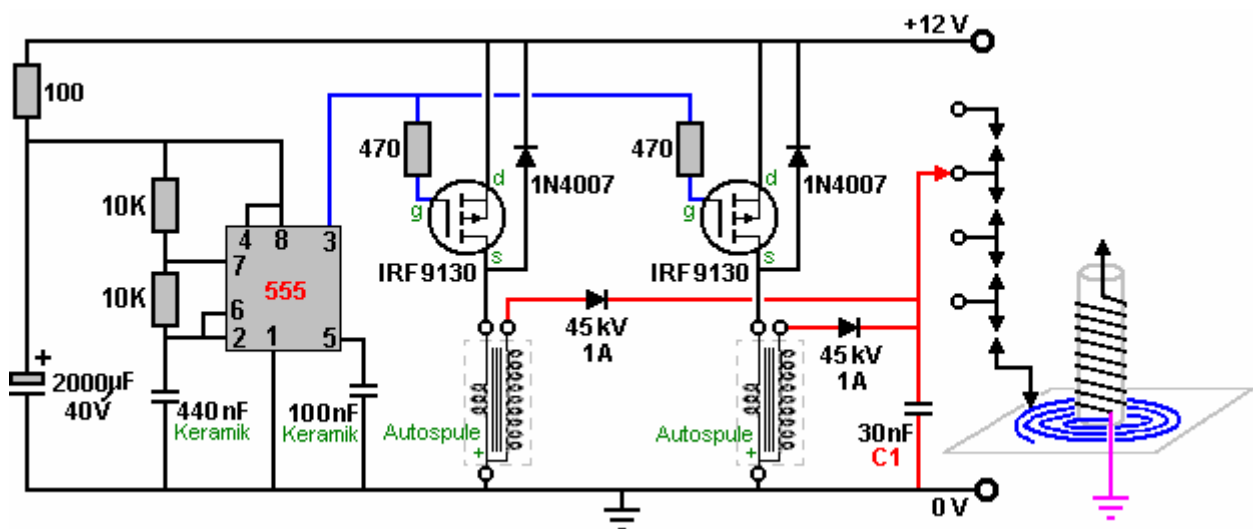 +12 V
100
470
470
d
1N4007
d
1N4007
10K
g
g
4 8 3
s
s
7
IRF9130
IRF9130
10K
555
6
2 1 5
45 kV
1A
45 kV
1A
+
2000µF
40V
440 nF
Keramik
100nF
Keramik
Autospule
+
Autospule
+
30nF
C1
0 V